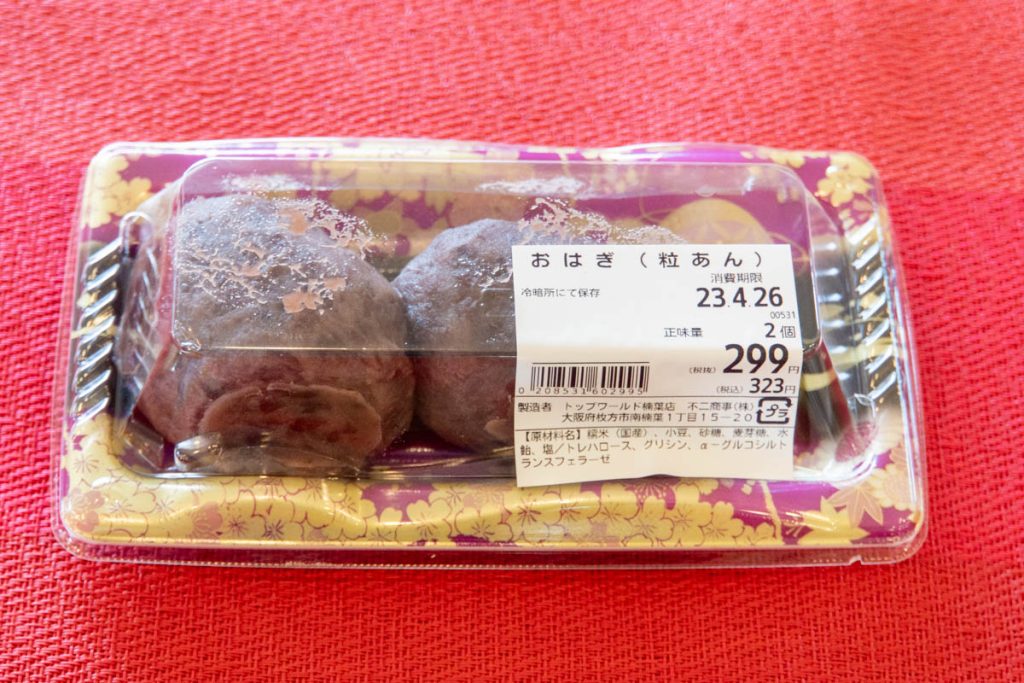 おはぎ（粒あん）
消費期限
冷暗所にて保存
23.4.26
00531
正味量 2個
(税抜) 299円
(税込) 323円
0 208531 602995
製造者 トップワールド楠葉店 不二商事(株)
大阪府枚方市南楠葉1丁目15-20
プラ
【原材料名】糯米（国産）、小豆、砂糖、麦芽糖、水
飴、塩／トレハロース、グリシン、α-グルコシルト
ランスフェラーゼ